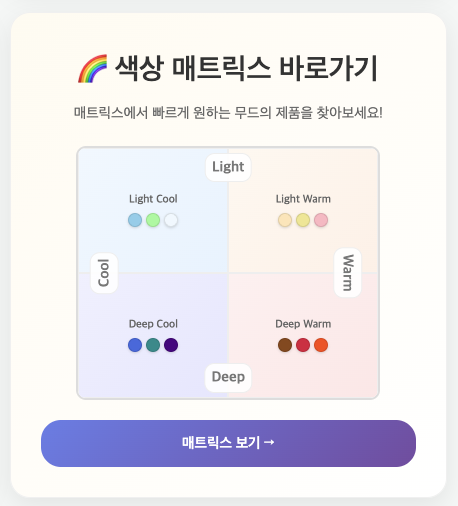 색상 매트릭스 바로가기
매트릭스에서 빠르게 원하는 무드의 제품을 찾아보세요!
Light
Light Cool
Light Warm
Cool
Warm
Deep Cool
Deep Warm
Deep
매트릭스 보기 →